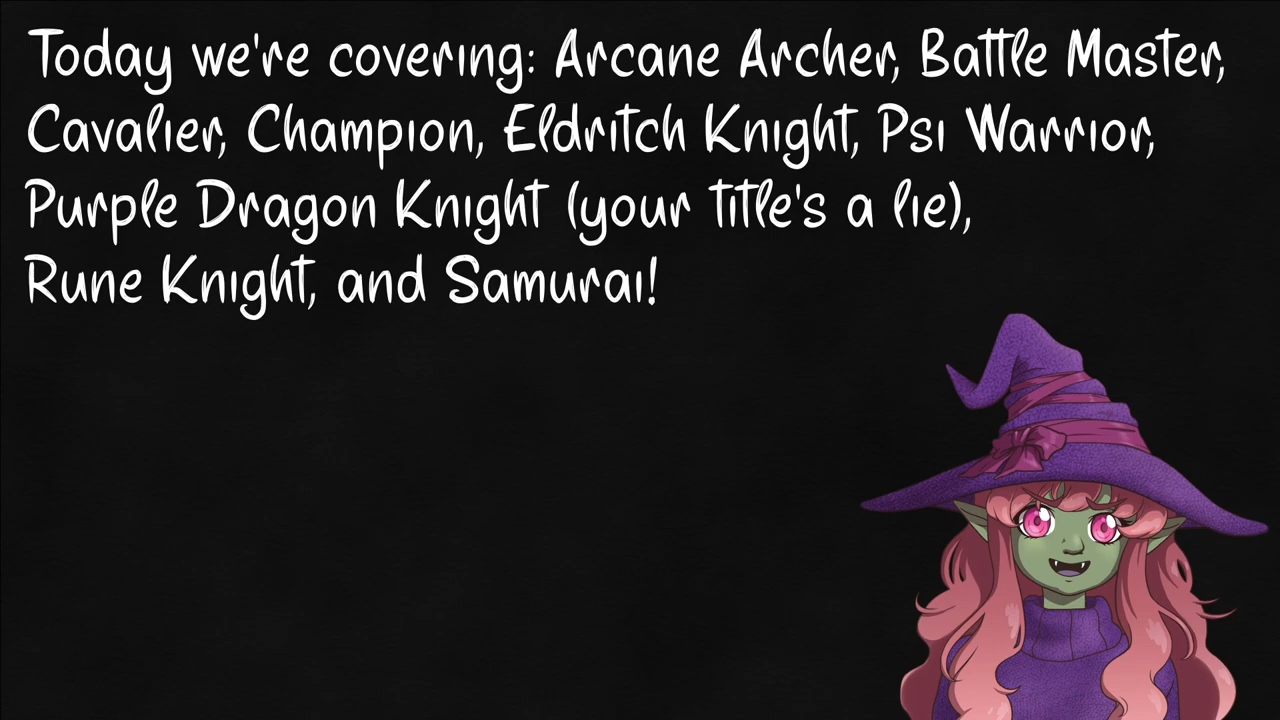 Today we're covering: Arcane Archer, Battle Master,
Cavalier, Champion, Eldritch Knight, Psi Warrior,
Purple Dragon Knight (your title's a lie),
Rune Knight, and Samurai!